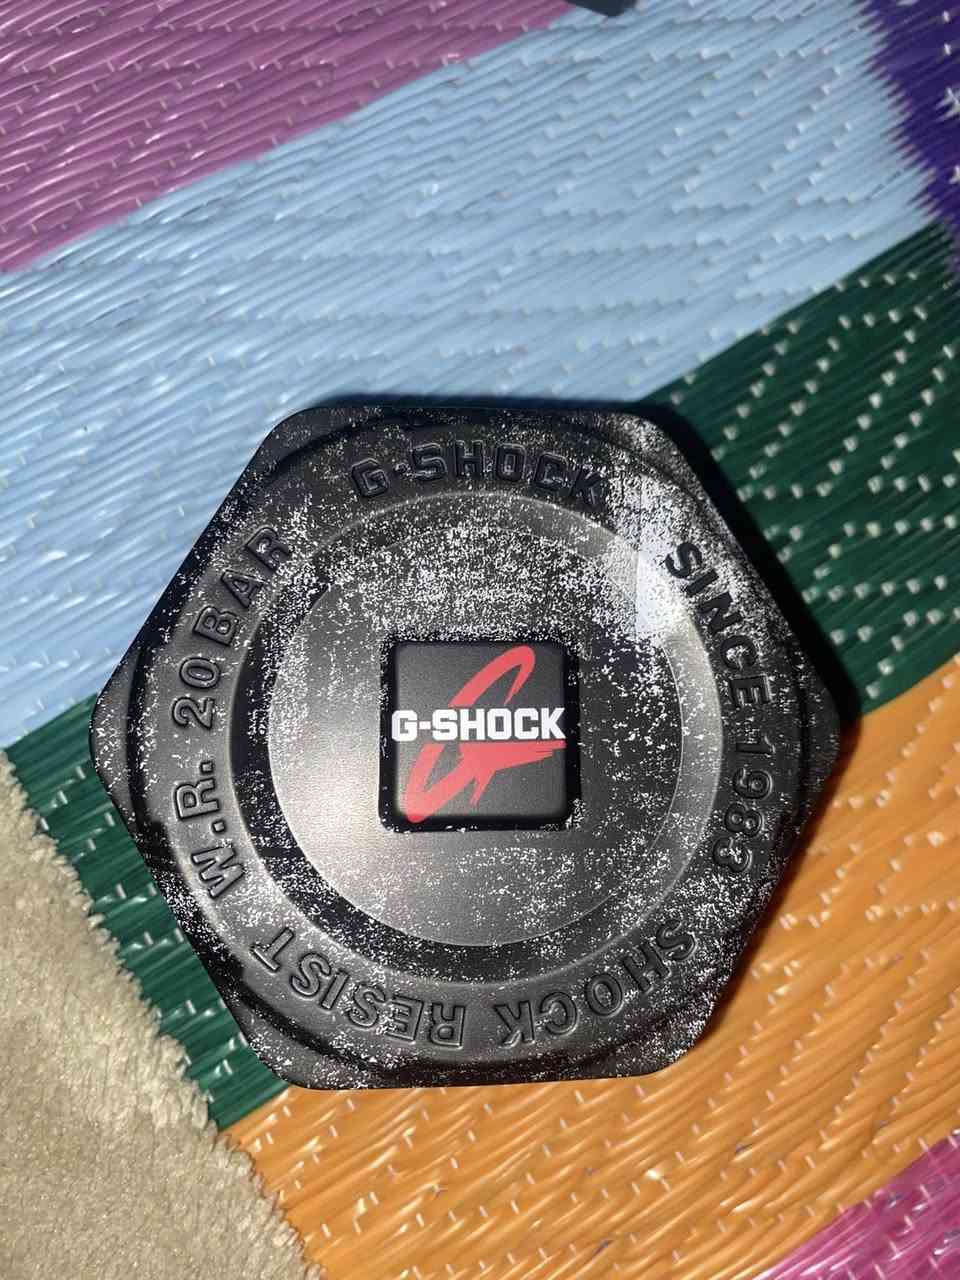 G-SHOCK
SINCE 1983
SHOCK RESIST
W.R. 20BAR
G-SHOCK